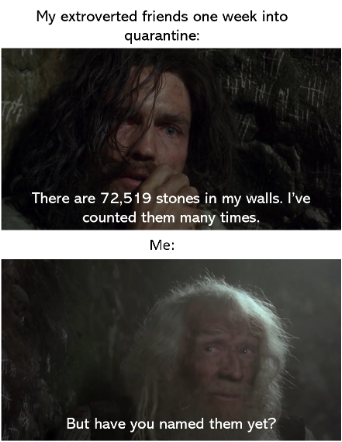 My extroverted friends one week into
quarantine:
There are 72,519 stones in my walls. I've
counted them many times.
Me:
But have you named them yet?